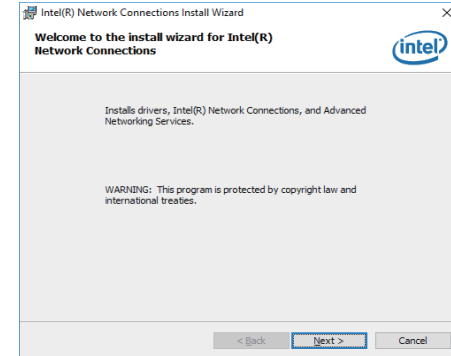 Intel(R) Network Connections Install Wizard
Welcome to the install wizard for Intel(R)
Network Connections
intel
Installs drivers, Intel(R) Network Connections, and Advanced
Networking Services.
WARNING: This program is protected by copyright law and
international treaties.
< Back
Next >
Cancel